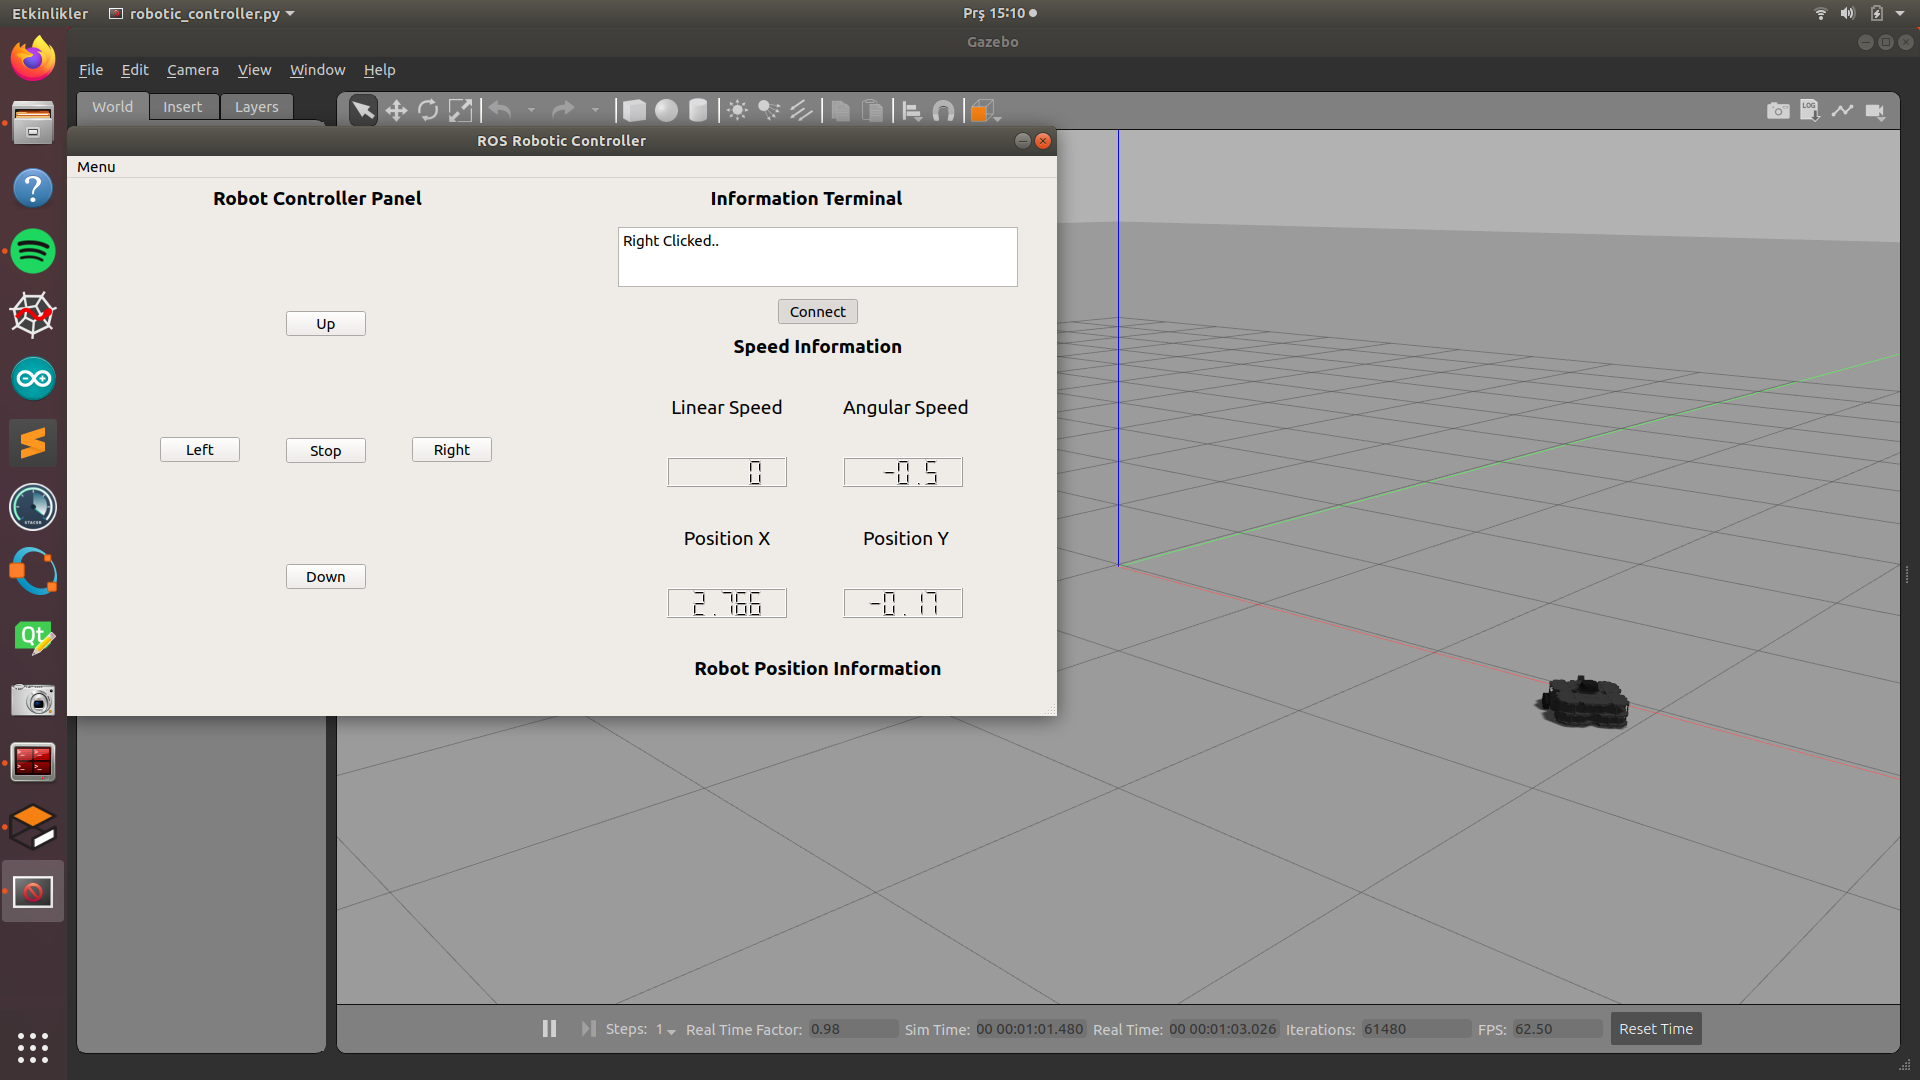 Etkinlikler robotic_controller.py Prş 15:10
Gazebo
File Edit Camera View Window Help
World Insert Layers
LOG
ROS Robotic Controller
Menu
Robot Controller Panel
Information Terminal
Right Clicked..
Connect
Up
Speed Information
Linear Speed Angular Speed
Left Stop Right
0 -0.5
Position X Position Y
Down
2.766 -0.17
Robot Position Information
STACER
Qt
Steps: 1 Real Time Factor: 0.98 Sim Time: 00 00:01:01.480 Real Time: 00 00:01:03.026 Iterations: 61480 FPS: 62.50 Reset Time